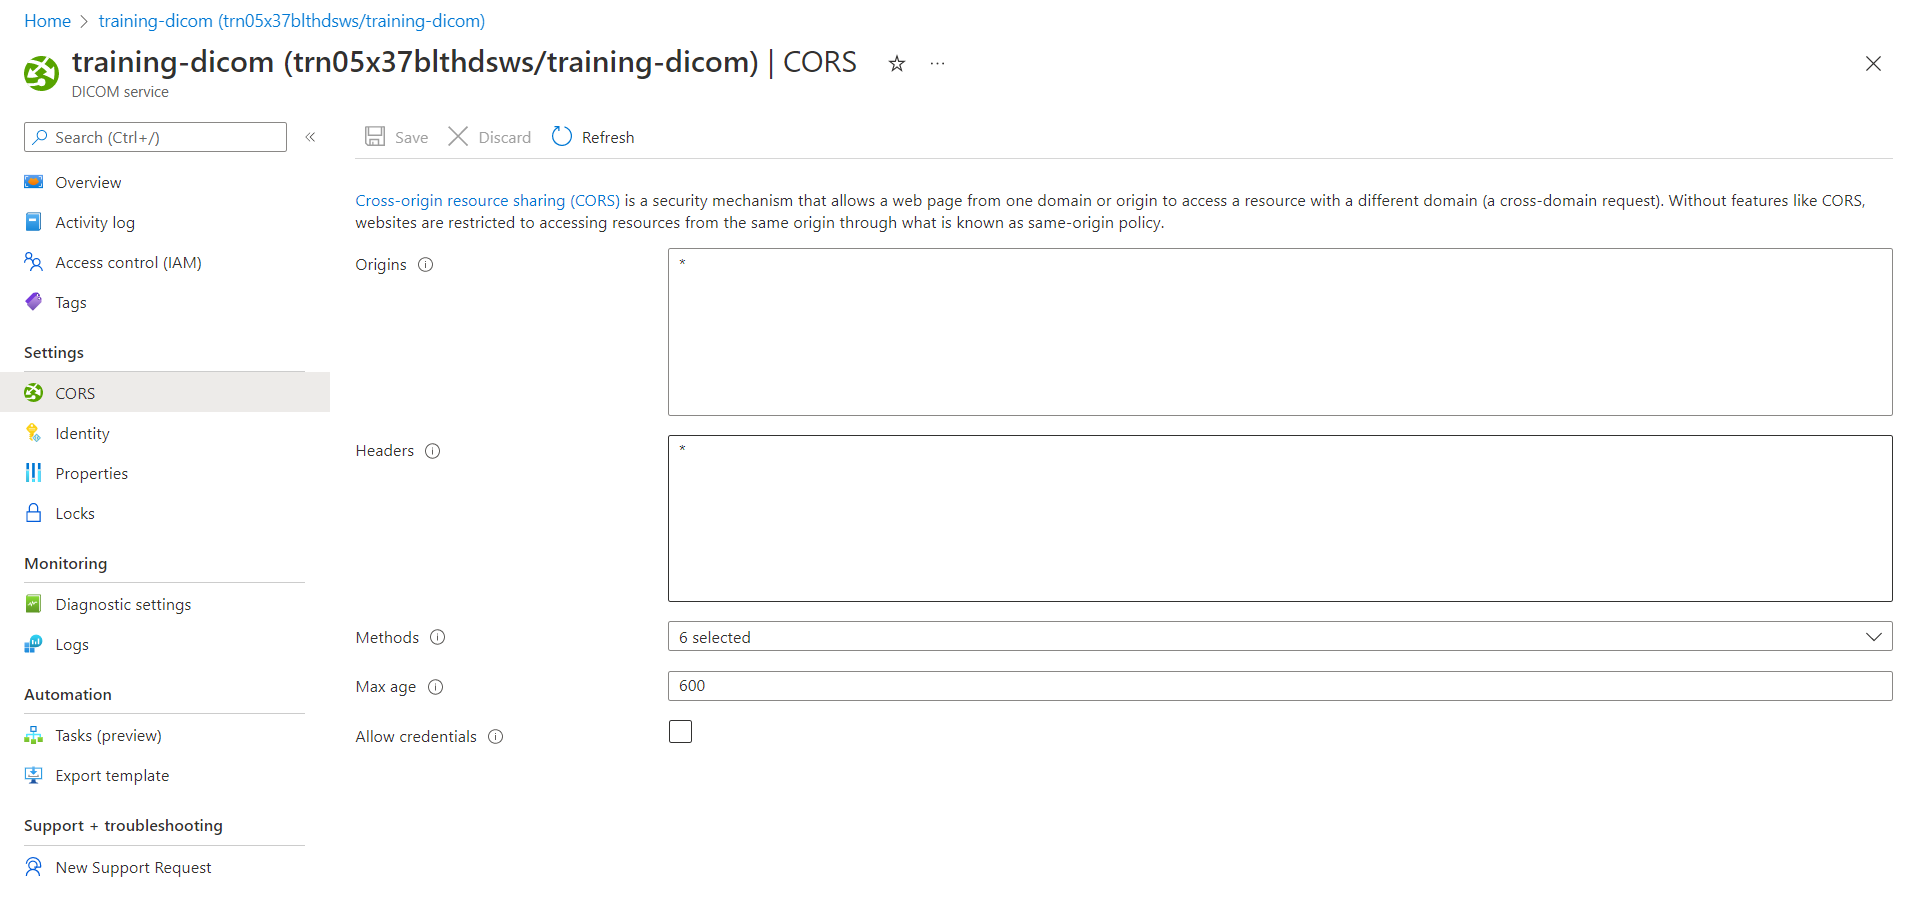 Home > training-dicom (trn05x37blthdsws/training-dicom)
training-dicom (trn05x37blthdsws/training-dicom) | CORS
DICOM service
Search (Ctrl+/)
Overview
Activity log
Access control (IAM)
Tags
Settings
CORS
Identity
Properties
Locks
Monitoring
Diagnostic settings
Logs
Automation
Tasks (preview)
Export template
Support + troubleshooting
New Support Request
Save Discard Refresh
Cross-origin resource sharing (CORS) is a security mechanism that allows a web page from one domain or origin to access a resource with a different domain (a cross-domain request). Without features like CORS,
websites are restricted to accessing resources from the same origin through what is known as same-origin policy.
Origins
*
Headers
*
Methods
6 selected
Max age
600
Allow credentials